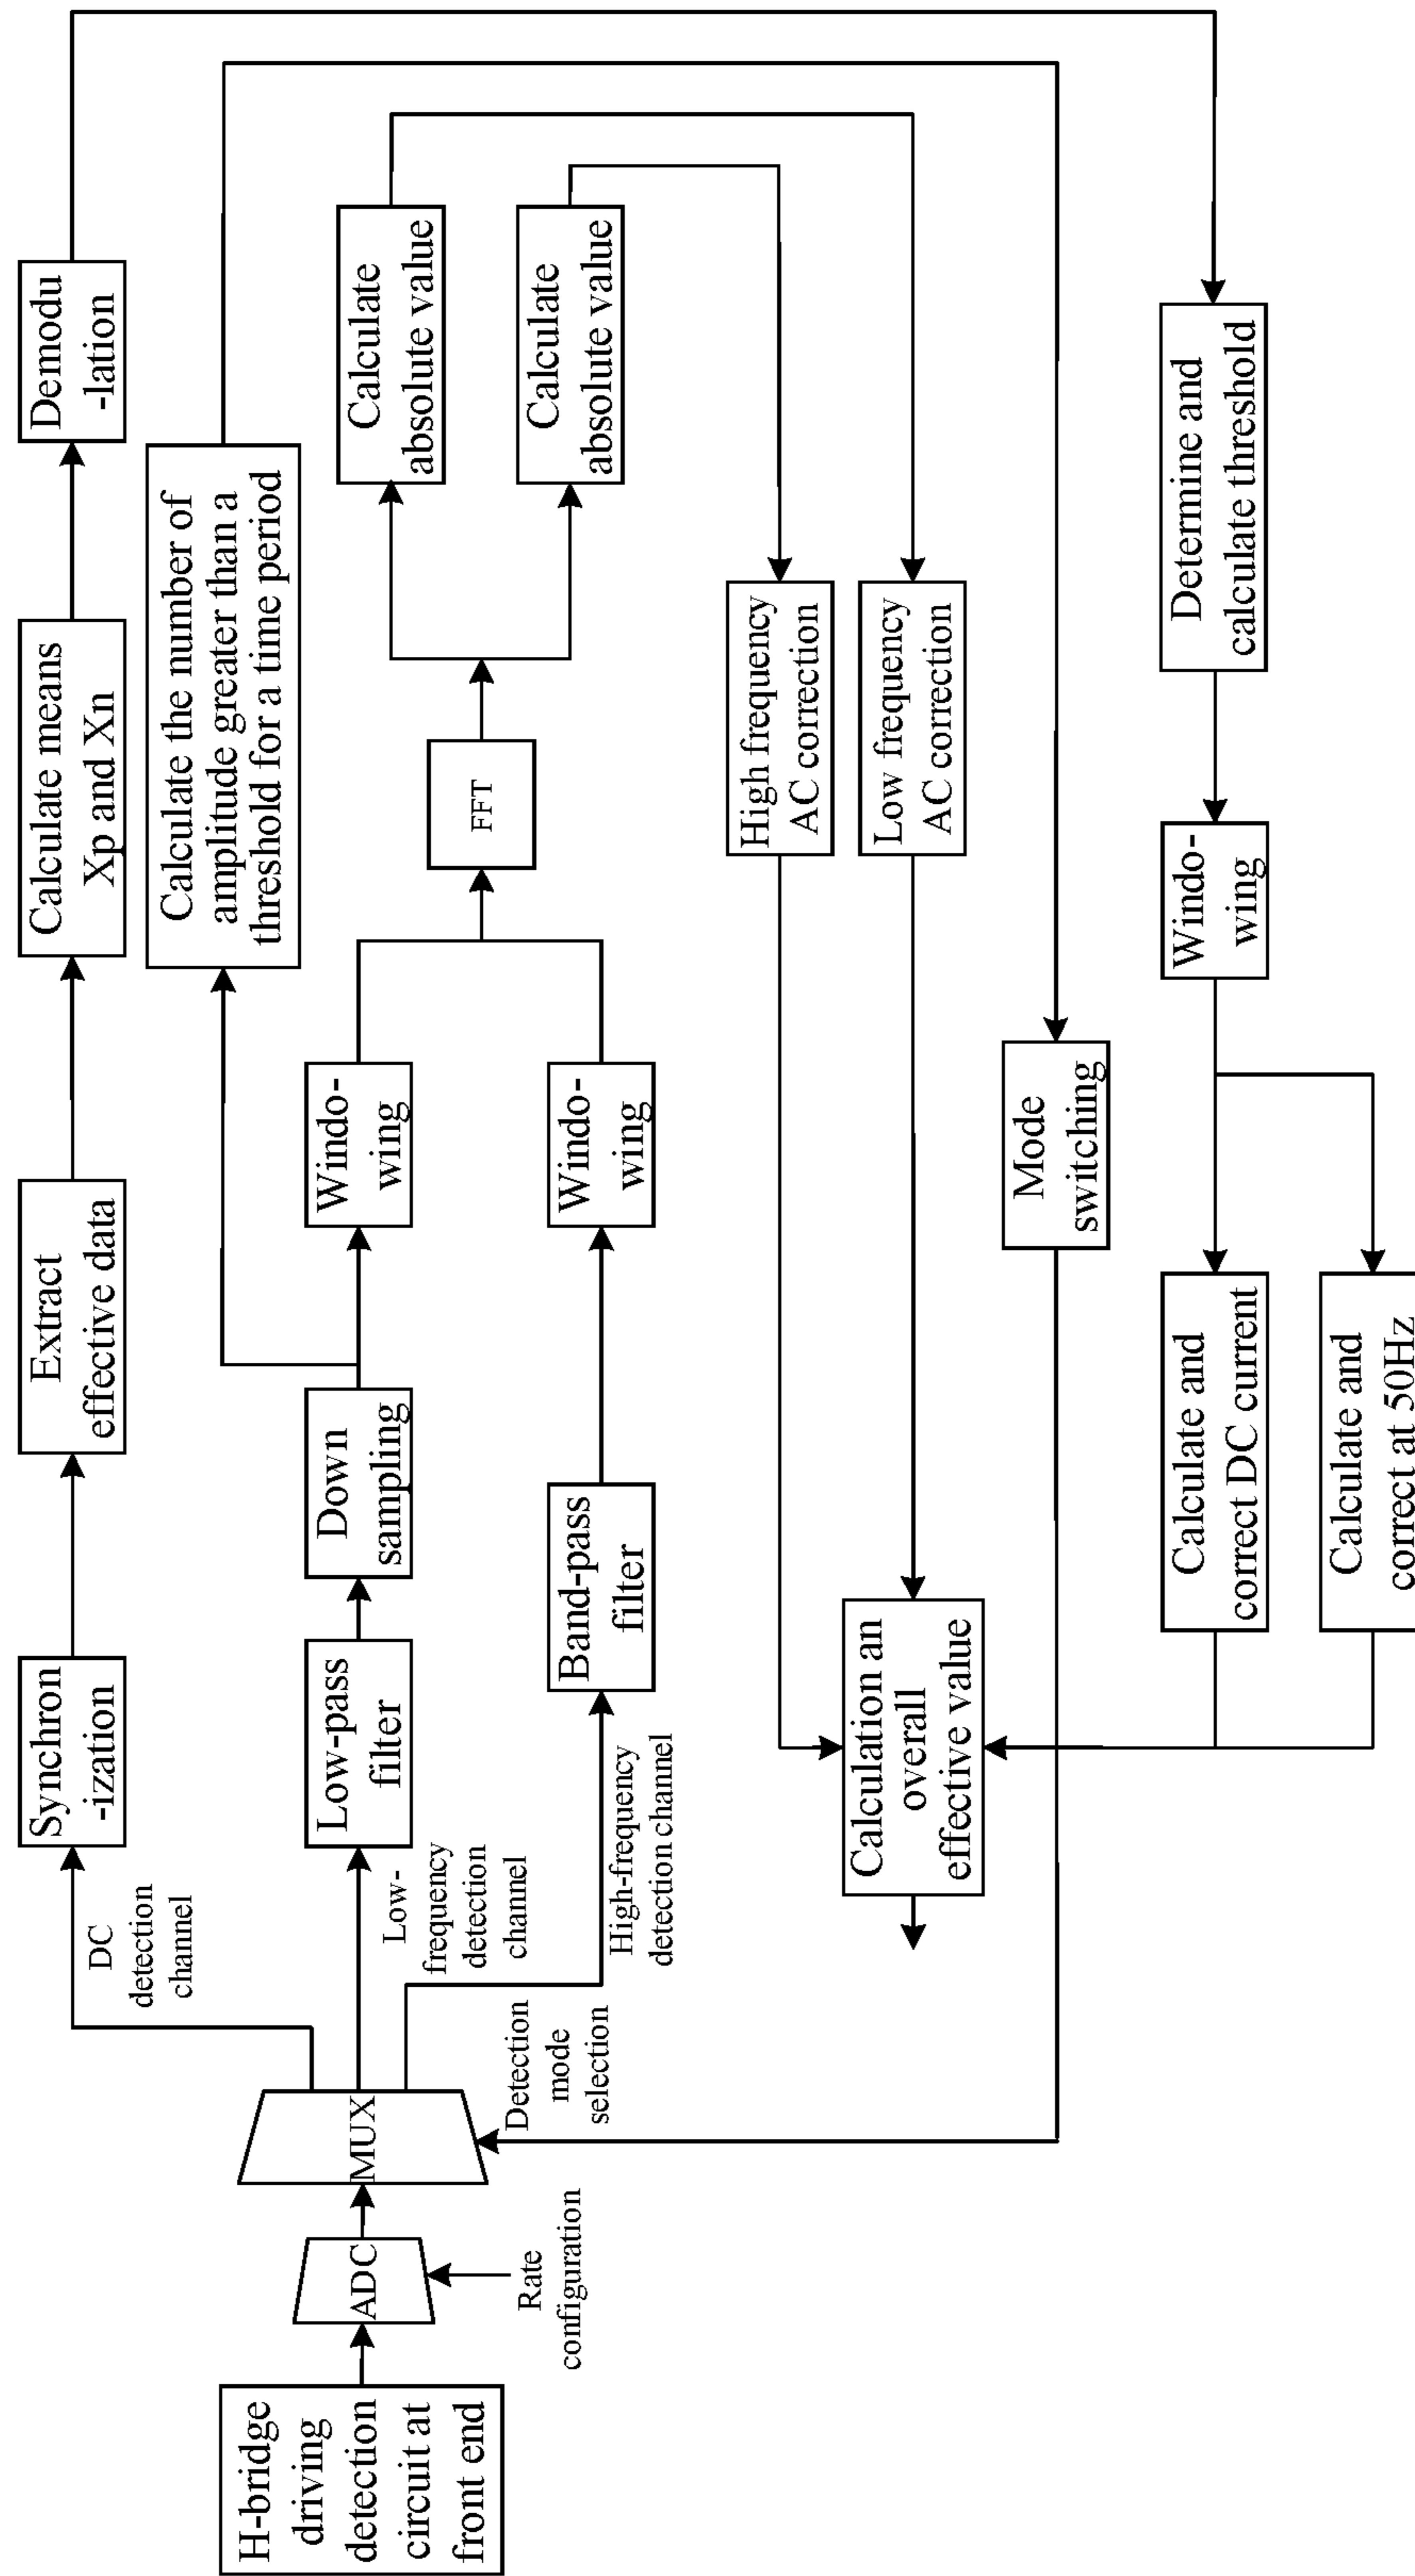 H-bridge
driving
detection
circuit at
front end
ADC
Rate
configuration
MUX
Detection
mode
selection
DC
detection
channel
Synchron
-ization
Extract
effective data
Calculate means
Xp and Xn
Demodu
-lation
Calculate the number of
amplitude greater than a
threshold for a time period
Low-
frequency
detection
channel
Low-pass
filter
Down
sampling
Windo-
wing
High-frequency
detection channel
Band-pass
filter
Windo-
wing
FFT
Calculate
absolute value
Calculate
absolute value
High frequency
AC correction
Low frequency
AC correction
Calculation an
overall
effective value
Mode
switching
Determine and
calculate threshold
Windo-
wing
Calculate and
correct DC current
Calculate and
correct at 50Hz